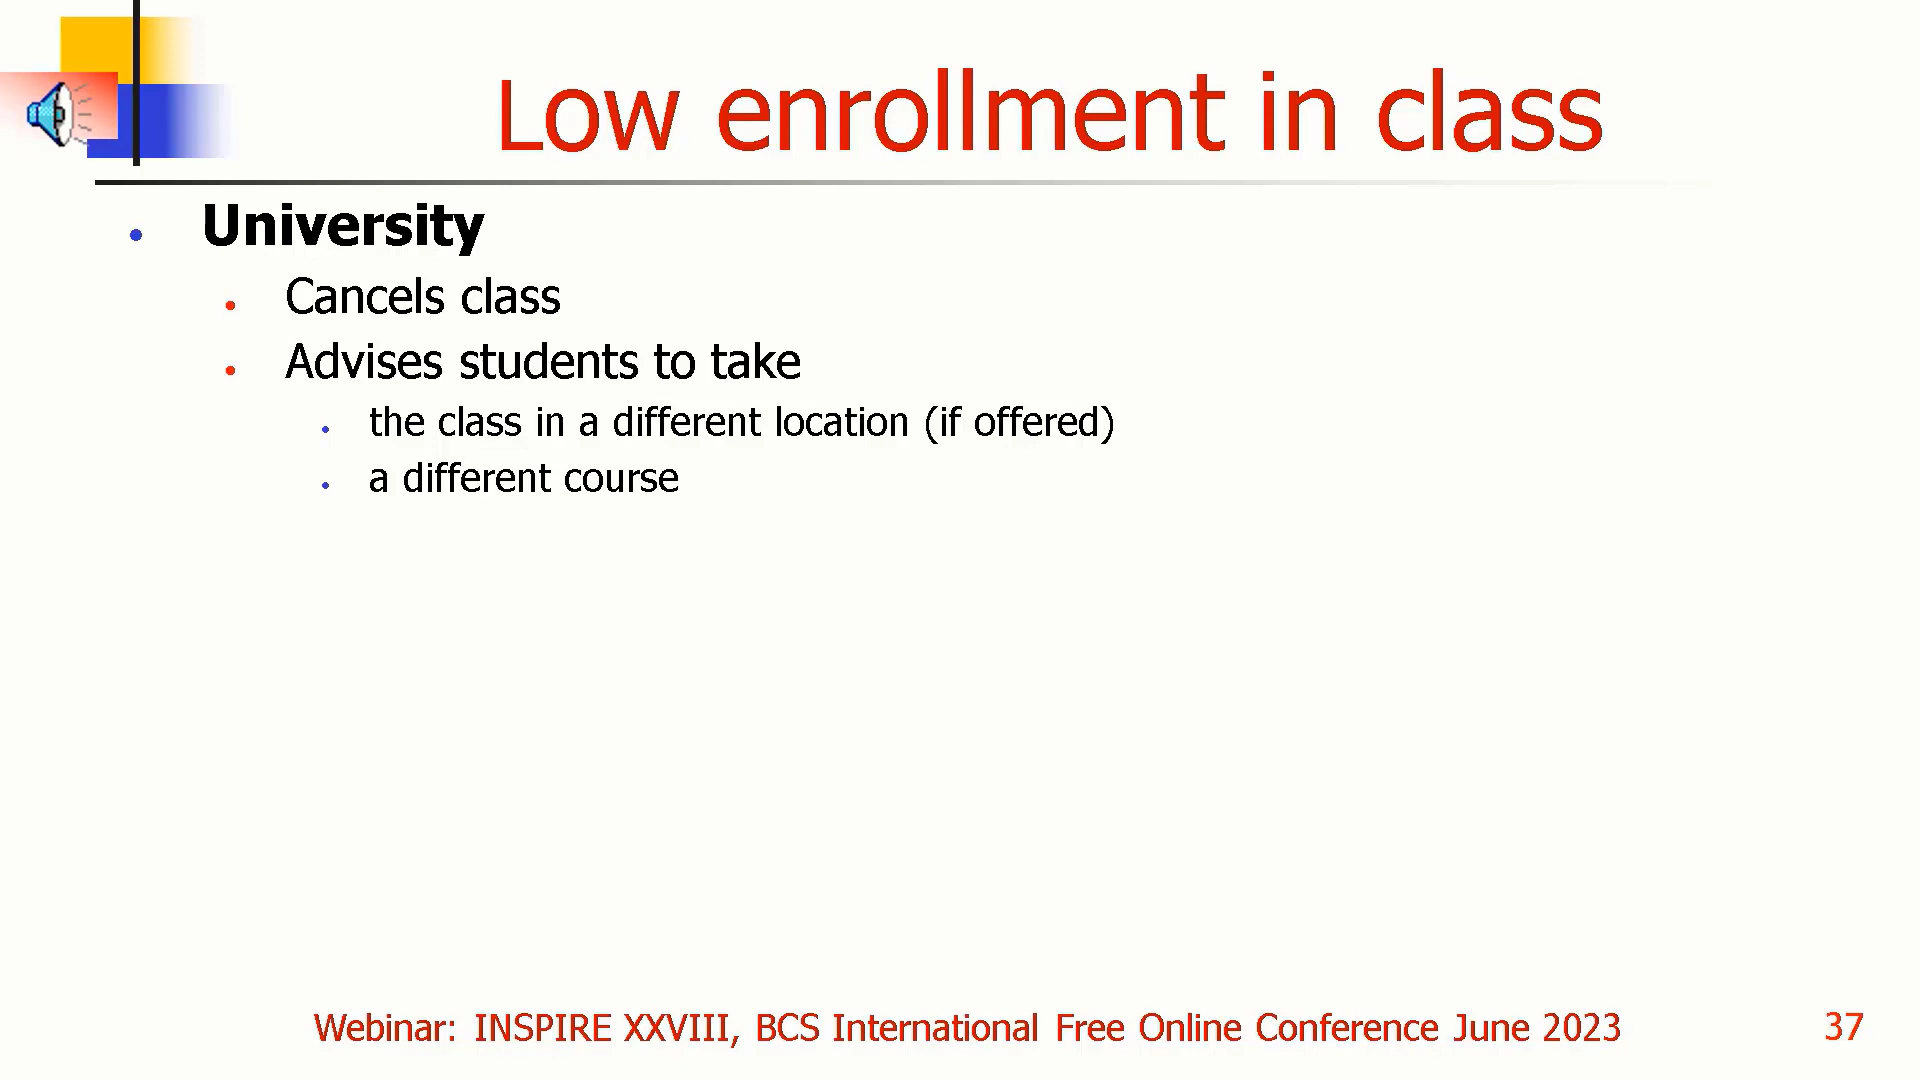 Low enrollment in class
• University
• Cancels class
• Advises students to take
• the class in a different location (if offered)
• a different course
Webinar: INSPIRE XXVIII, BCS International Free Online Conference June 2023
37